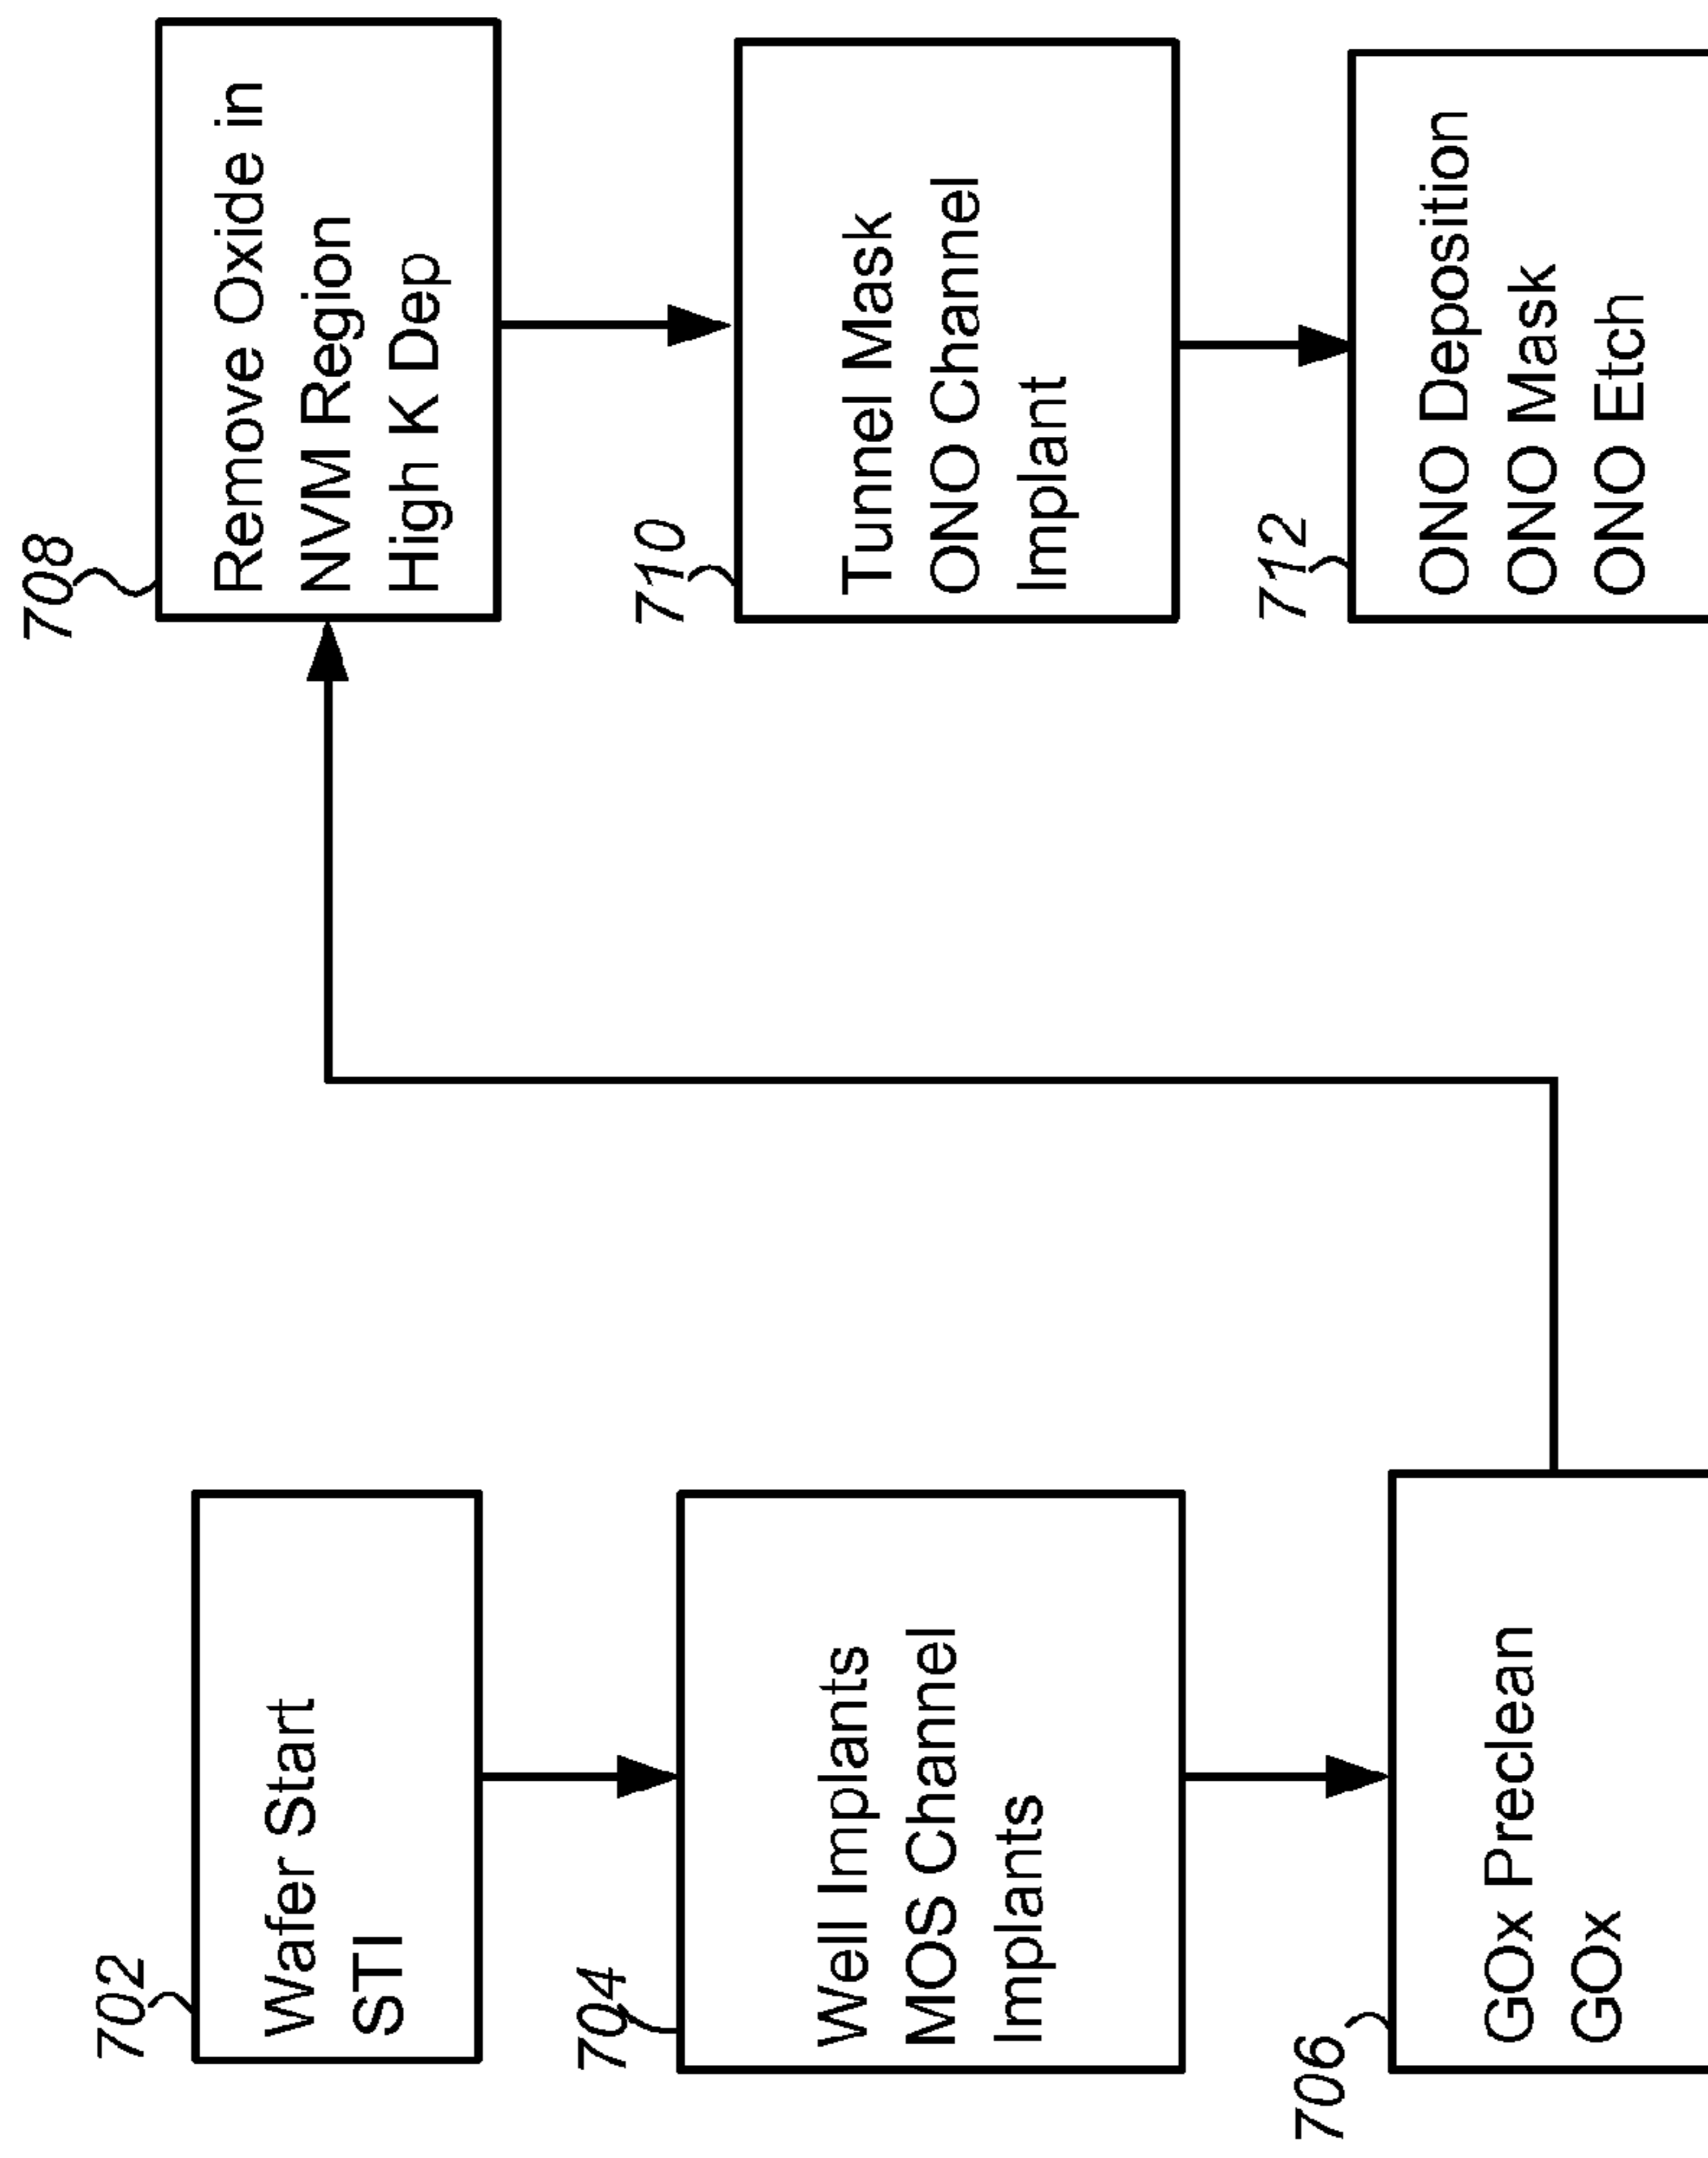 702
Wafer Start
STI
704
Well Implants
MOS Channel
Implants
706
GOx Preclean
GOx
708
Remove Oxide in
NVM Region
High K Dep
710
Tunnel Mask
ONO Channel
Implant
712
ONO Deposition
ONO Mask
ONO Etch